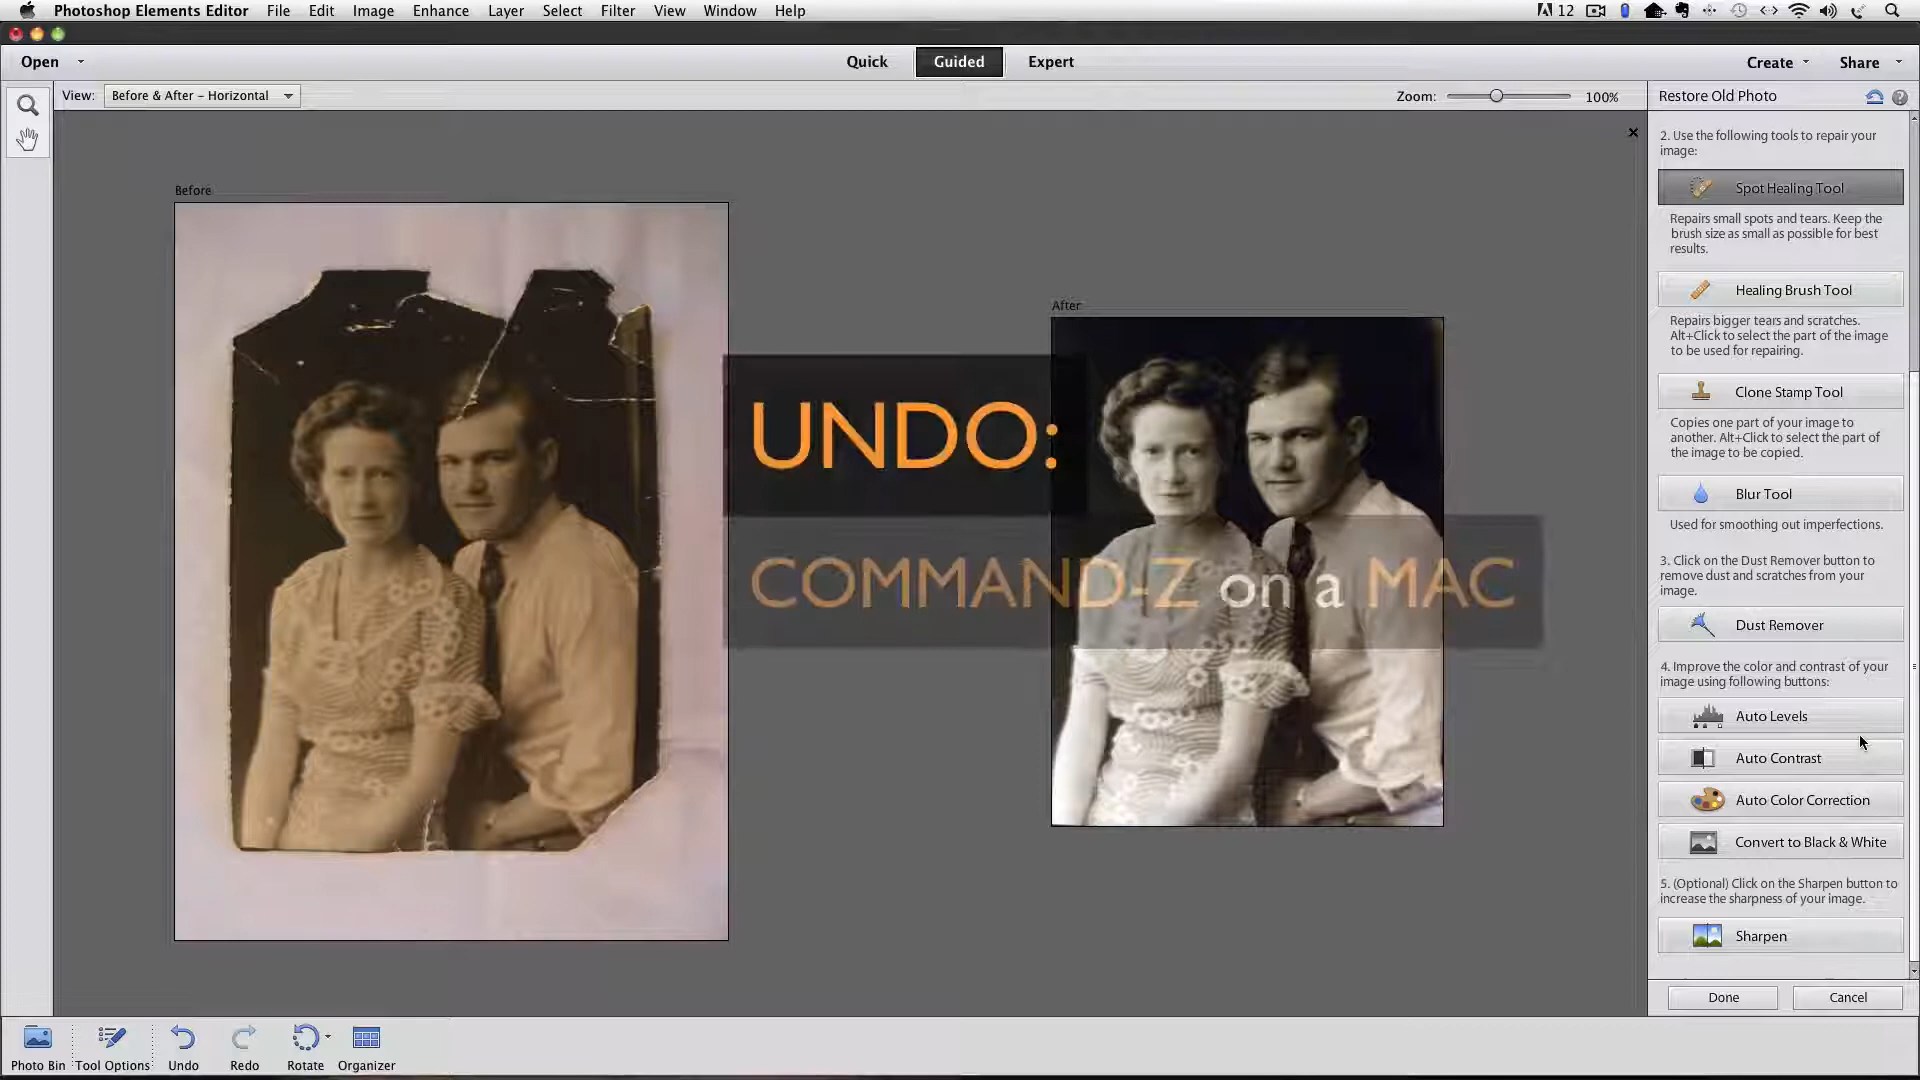 Photoshop Elements Editor File Edit Image Enhance Layer Select Filter View Window Help 12
Open Quick Guided Expert Create Share
View: Before & After – Horizontal Zoom: 100% Restore Old Photo
2. Use the following tools to repair your
image:
Before
Spot Healing Tool
Repairs small spots and tears. Keep the
brush size as small as possible for best
results.
Healing Brush Tool
After
Repairs bigger tears and scratches.
Alt+Click to select the part of the image
to be used for repairing.
Clone Stamp Tool
Copies one part of your image to
another. Alt+Click to select the part of
the image to be copied.
UNDO:
Blur Tool
Used for smoothing out imperfections.
COMMAND-Z on a MAC
3. Click on the Dust Remover button to
remove dust and scratches from your
image.
Dust Remover
4. Improve the color and contrast of your
image using following buttons:
Auto Levels
Auto Contrast
Auto Color Correction
Convert to Black & White
5. (Optional) Click on the Sharpen button to
increase the sharpness of your image.
Sharpen
Done Cancel
Photo Bin Tool Options Undo Redo Rotate Organizer